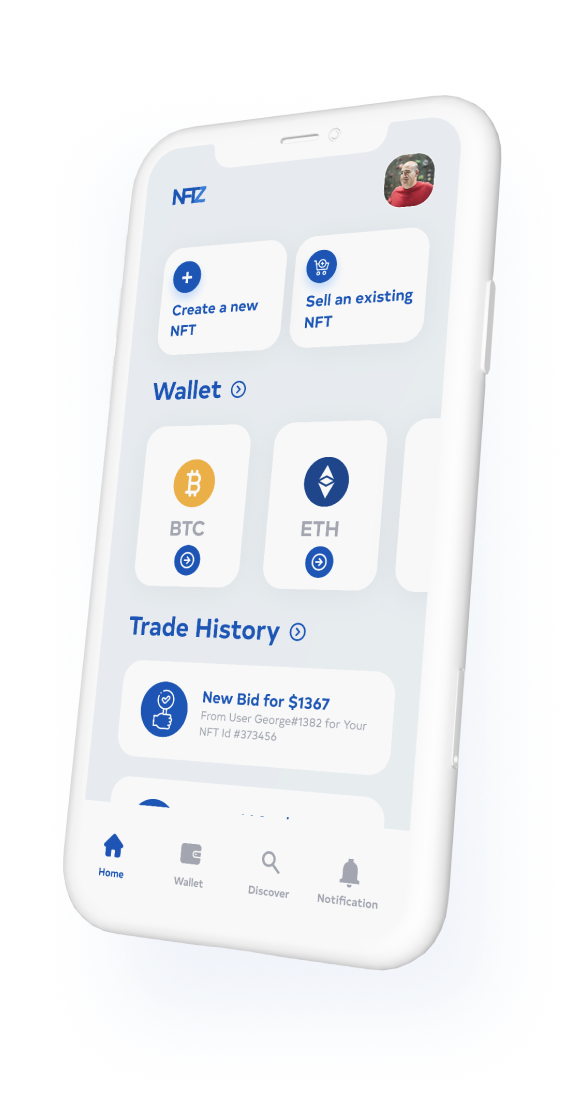 NFTZ
Create a new
NFT
Sell an existing
NFT
Wallet
BTC
ETH
Trade History
New Bid for $1367
From User George#1382 for Your
NFT Id #373456
Home
Wallet
Discover
Notification